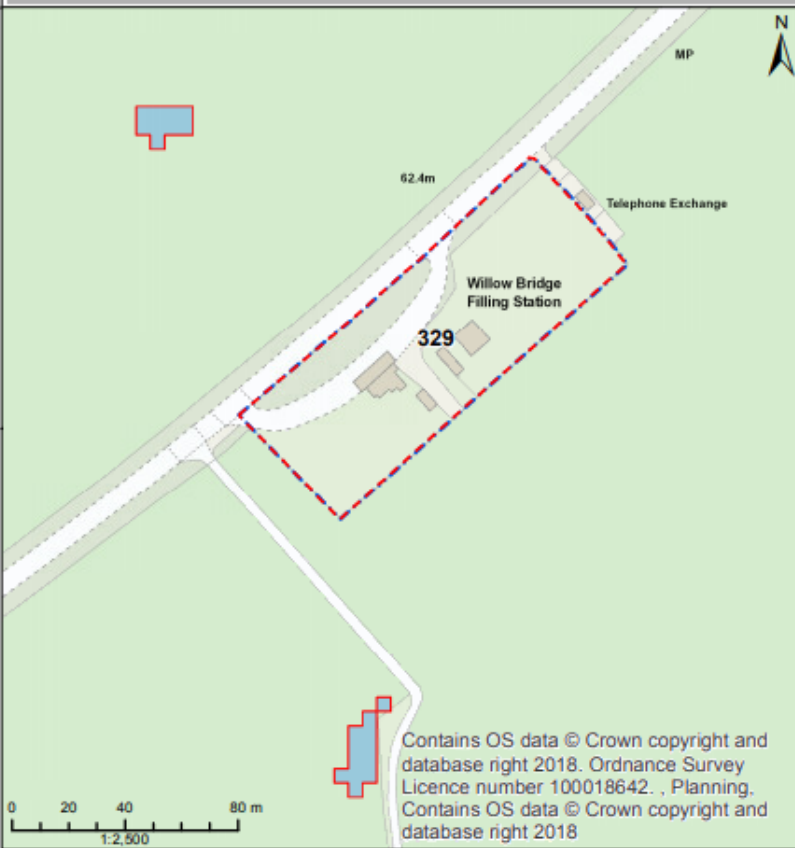 N
MP
62.4m
Telephone Exchange
Willow Bridge
Filling Station
329
Contains OS data © Crown copyright and
database right 2018. Ordnance Survey
Licence number 100018642. , Planning,
Contains OS data © Crown copyright and
database right 2018
0 20 40 80 m
1:2,500